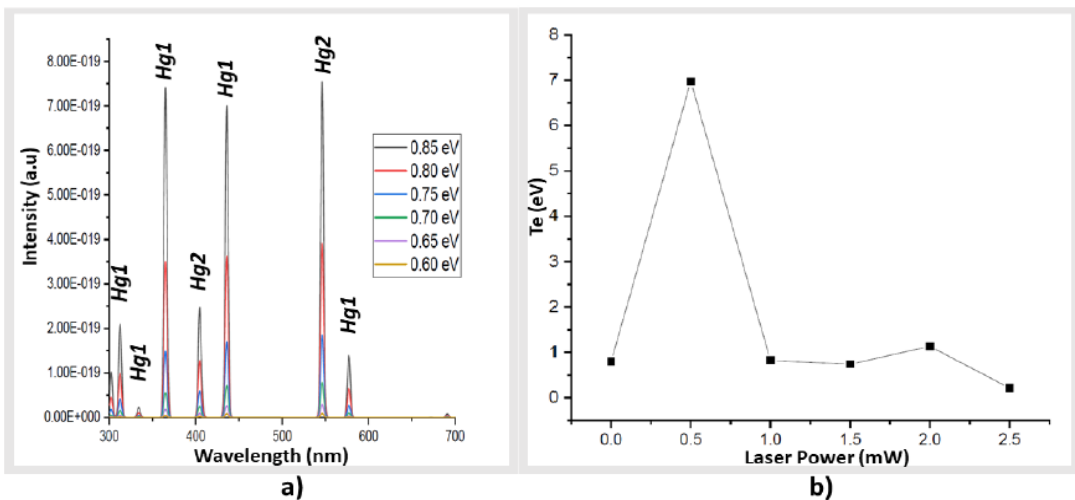 Hg1
Hg1
Hg1
Hg2
Hg1
Hg2
Hg1
8.00E-019
7.00E-019
6.00E-019
5.00E-019
4.00E-019
3.00E-019
2.00E-019
1.00E-019
0.00E+000
Intensity (a.u)
0.85 eV
0.80 eV
0.75 eV
0.70 eV
0.65 eV
0.60 eV
300
400
500
600
700
Wavelength (nm)
a)
8
7
6
5
4
3
2
1
0
Te (eV)
0.0
0.5
1.0
1.5
2.0
2.5
Laser Power (mW)
b)